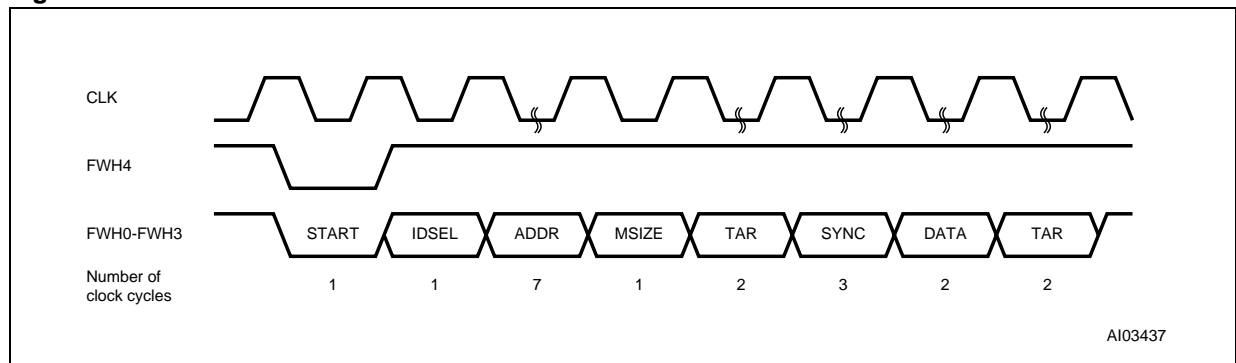 CLK
FWH4
FWH0-FWH3
START IDSEL ADDR MSIZE TAR SYNC DATA TAR
Number of
clock cycles
1 1 7 1 2 3 2 2
AI03437